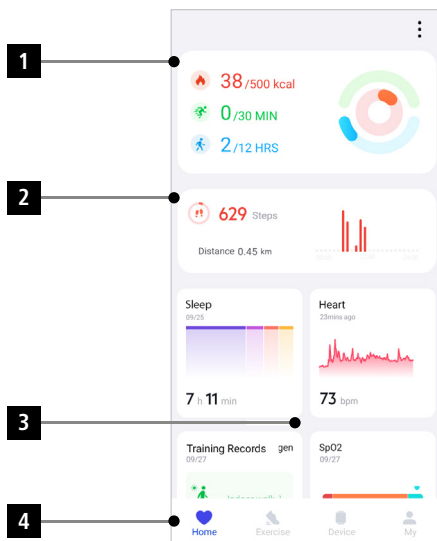 1
38/500 kcal
0/30 MIN
2/12 HRS
2
629 Steps
Distance 0.45 km
Sleep
09/25
7 h 11 min
Heart
23mins ago
73 bpm
3
Training Records gen
09/27
SpO2
09/27
4
Home
Exercise
Device
My